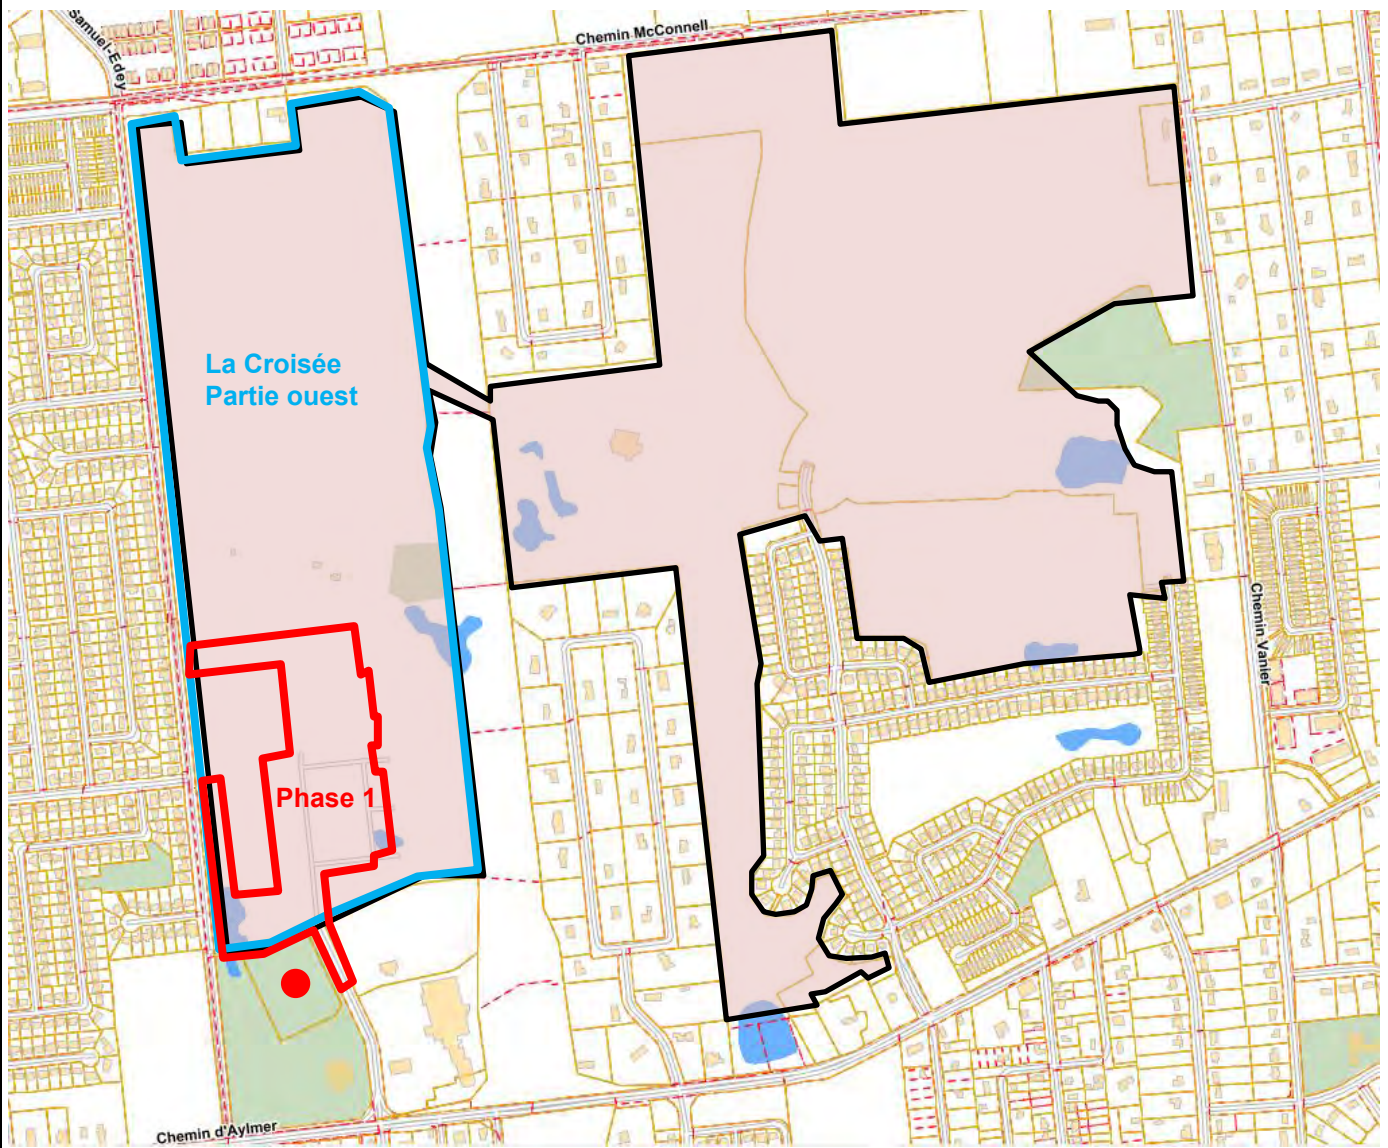 Samuel-Edey
Chemin McConnell
La Croisée
Partie ouest
Chemin Vanier
Phase 1
Chemin d'Aylmer